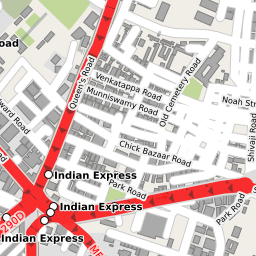 Road
Queen's Road
Venkatappa Road
Munniswamy Road
Old Cemetery Road
Noah Str
Shivaji Road
Chick Bazaar Road
Indian Express
Park Road
Indian Express
Park Road
290D
Indian Express